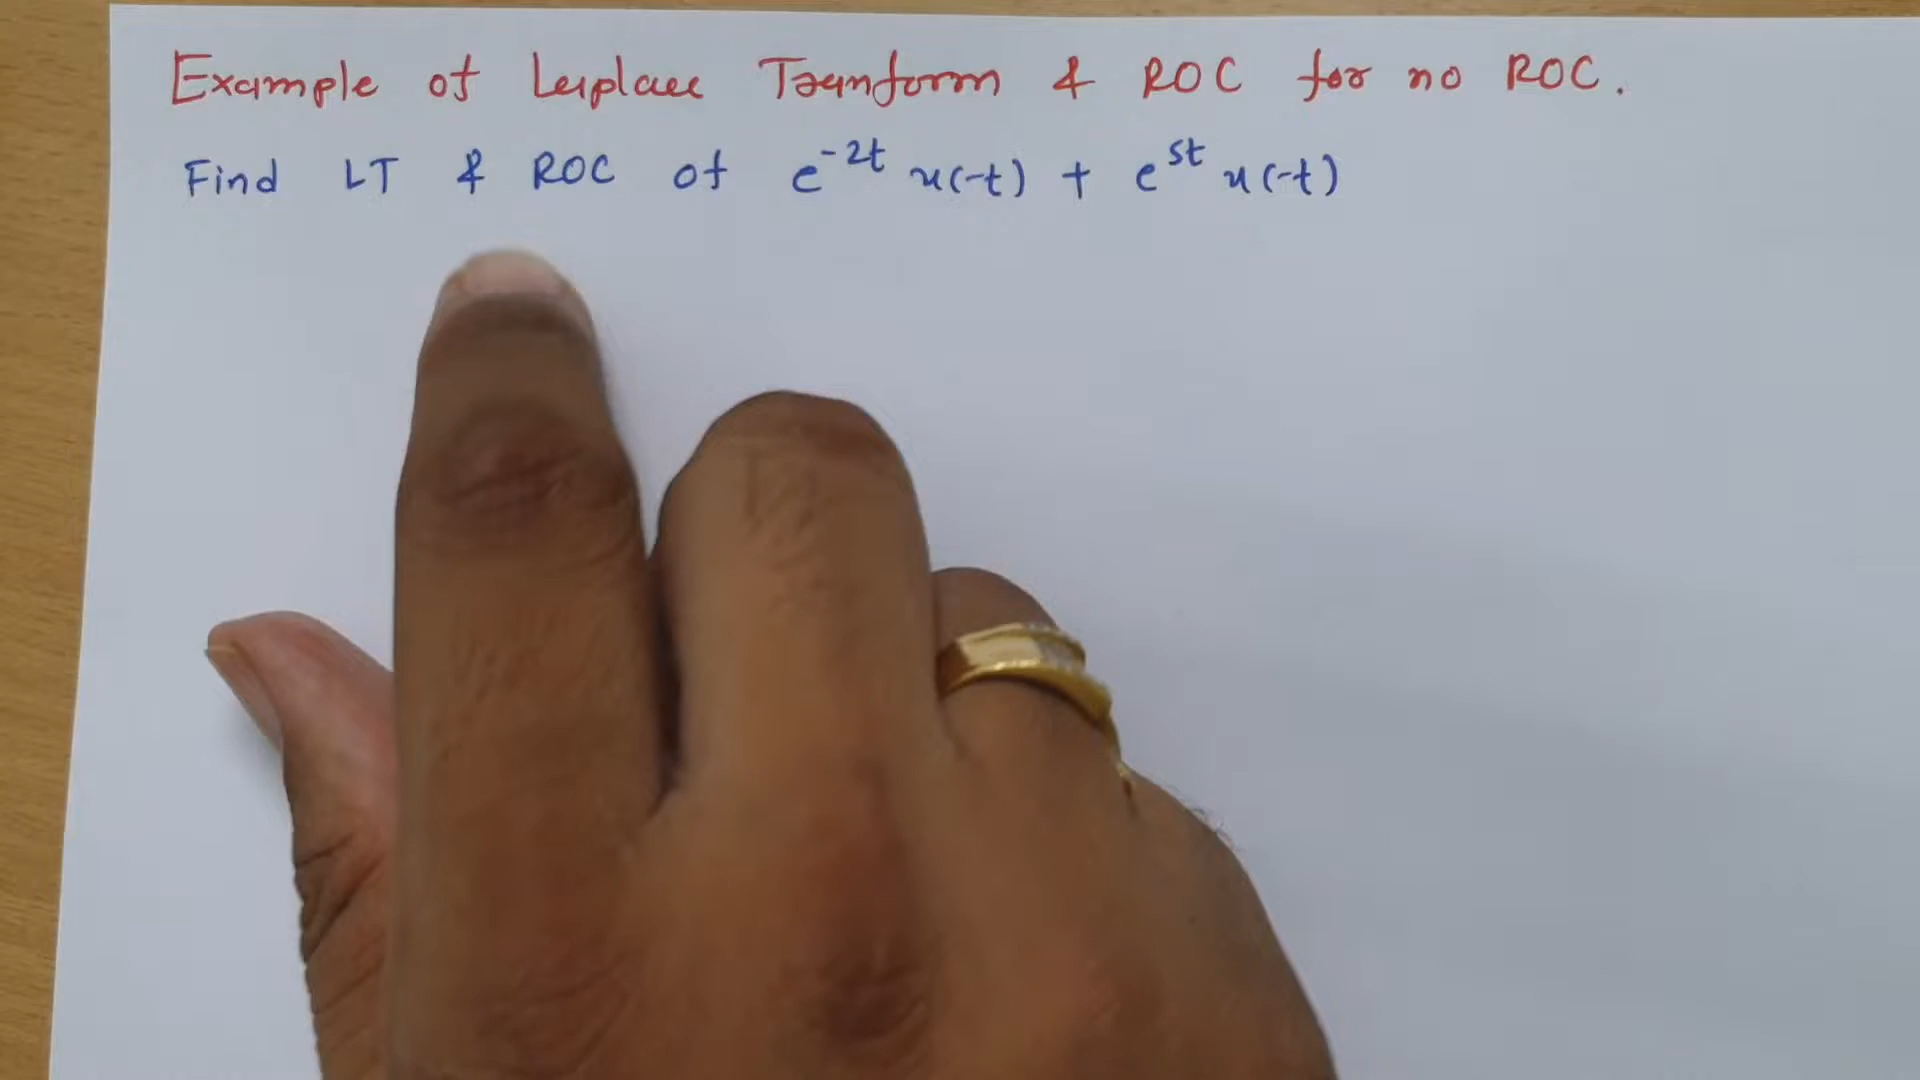 Example of Laplace Transform & ROC for no ROC.
Find LT & ROC of e^-2t u(-t) + e^5t u(-t)